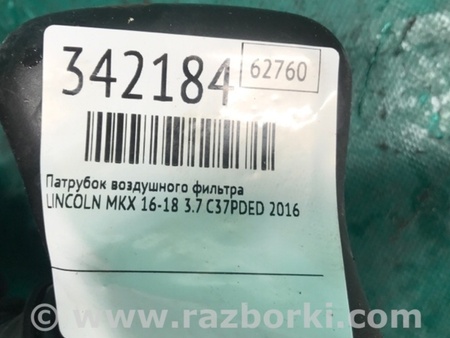 342184
62760
Патрубок воздушного фильтра
LINCOLN MKX 16-18 3.7 C37PDED 2016
www.razborki.com